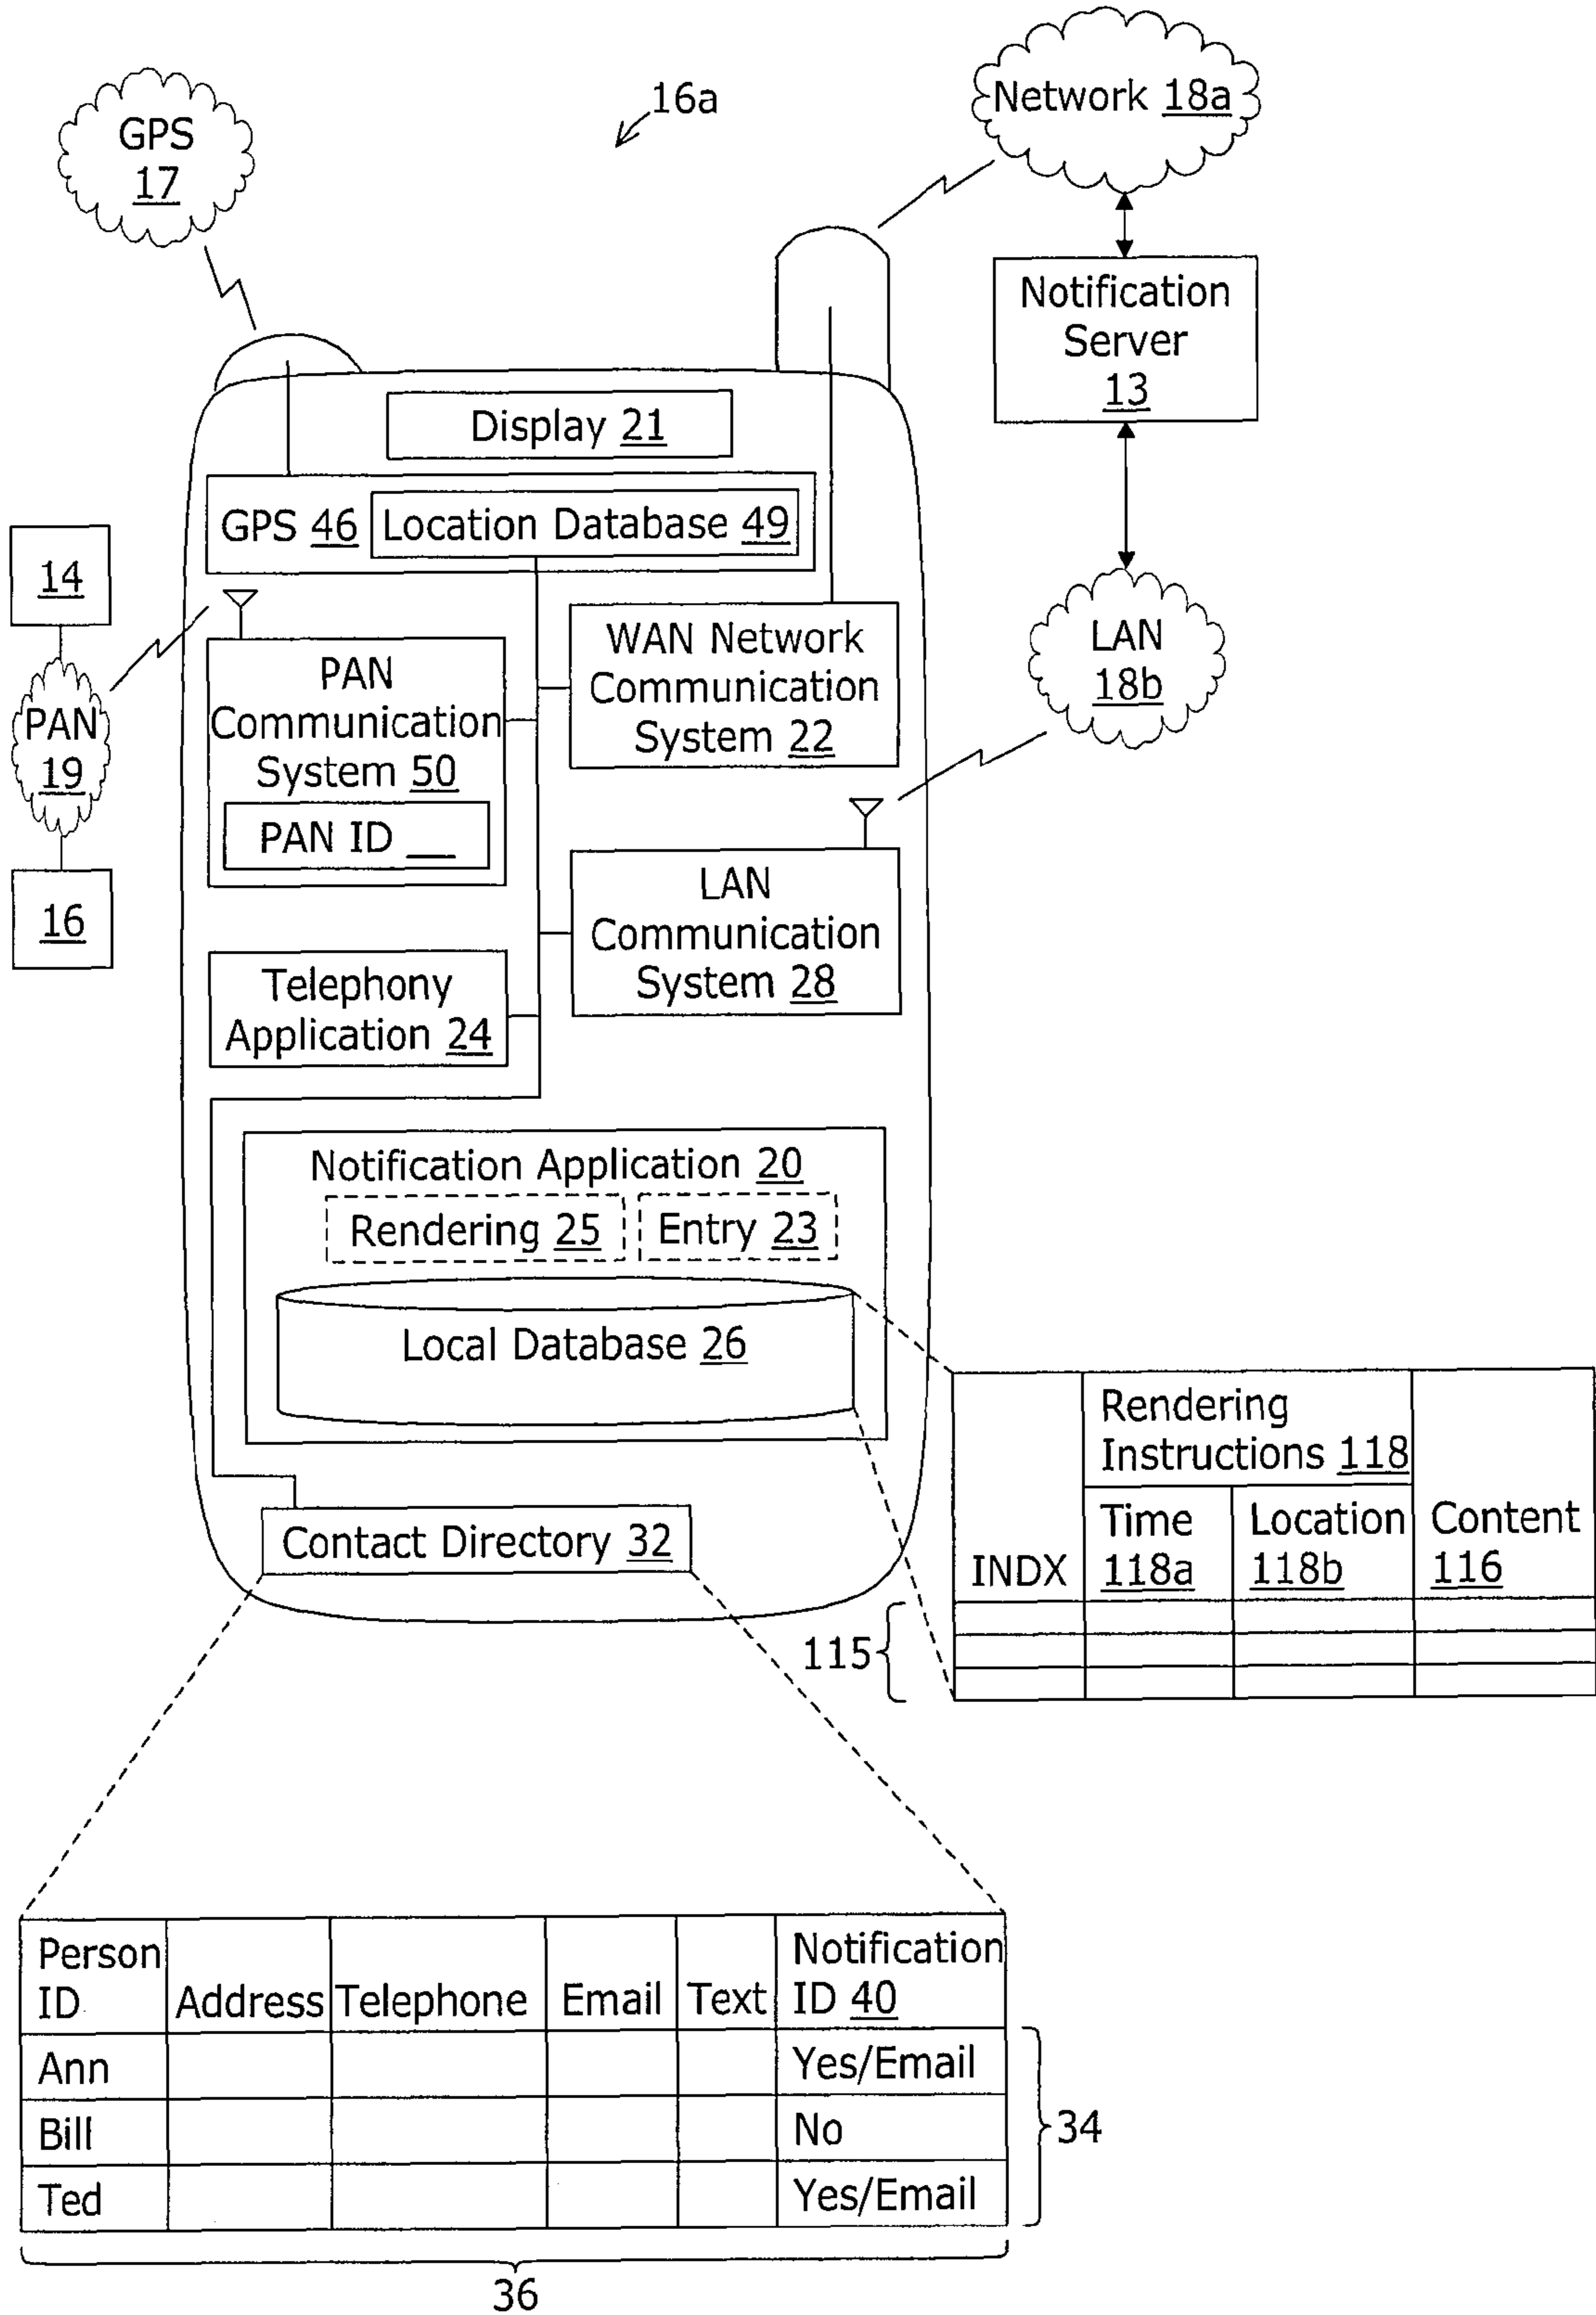 16a
Network 18a
GPS
17
Notification
Server
13
Display 21
GPS 46
Location Database 49
14
PAN
19
16
PAN
Communication
System 50
PAN ID ___
WAN Network
Communication
System 22
LAN
18b
LAN
Communication
System 28
Telephony
Application 24
Notification Application 20
Rendering 25
Entry 23
Local Database 26
Contact Directory 32
INDX
Rendering
Instructions 118
Time
118a
Location
118b
Content
116
115
Person
ID
Address
Telephone
Email
Text
Notification
ID 40
Ann
Yes/Email
Bill
No
Ted
Yes/Email
34
36